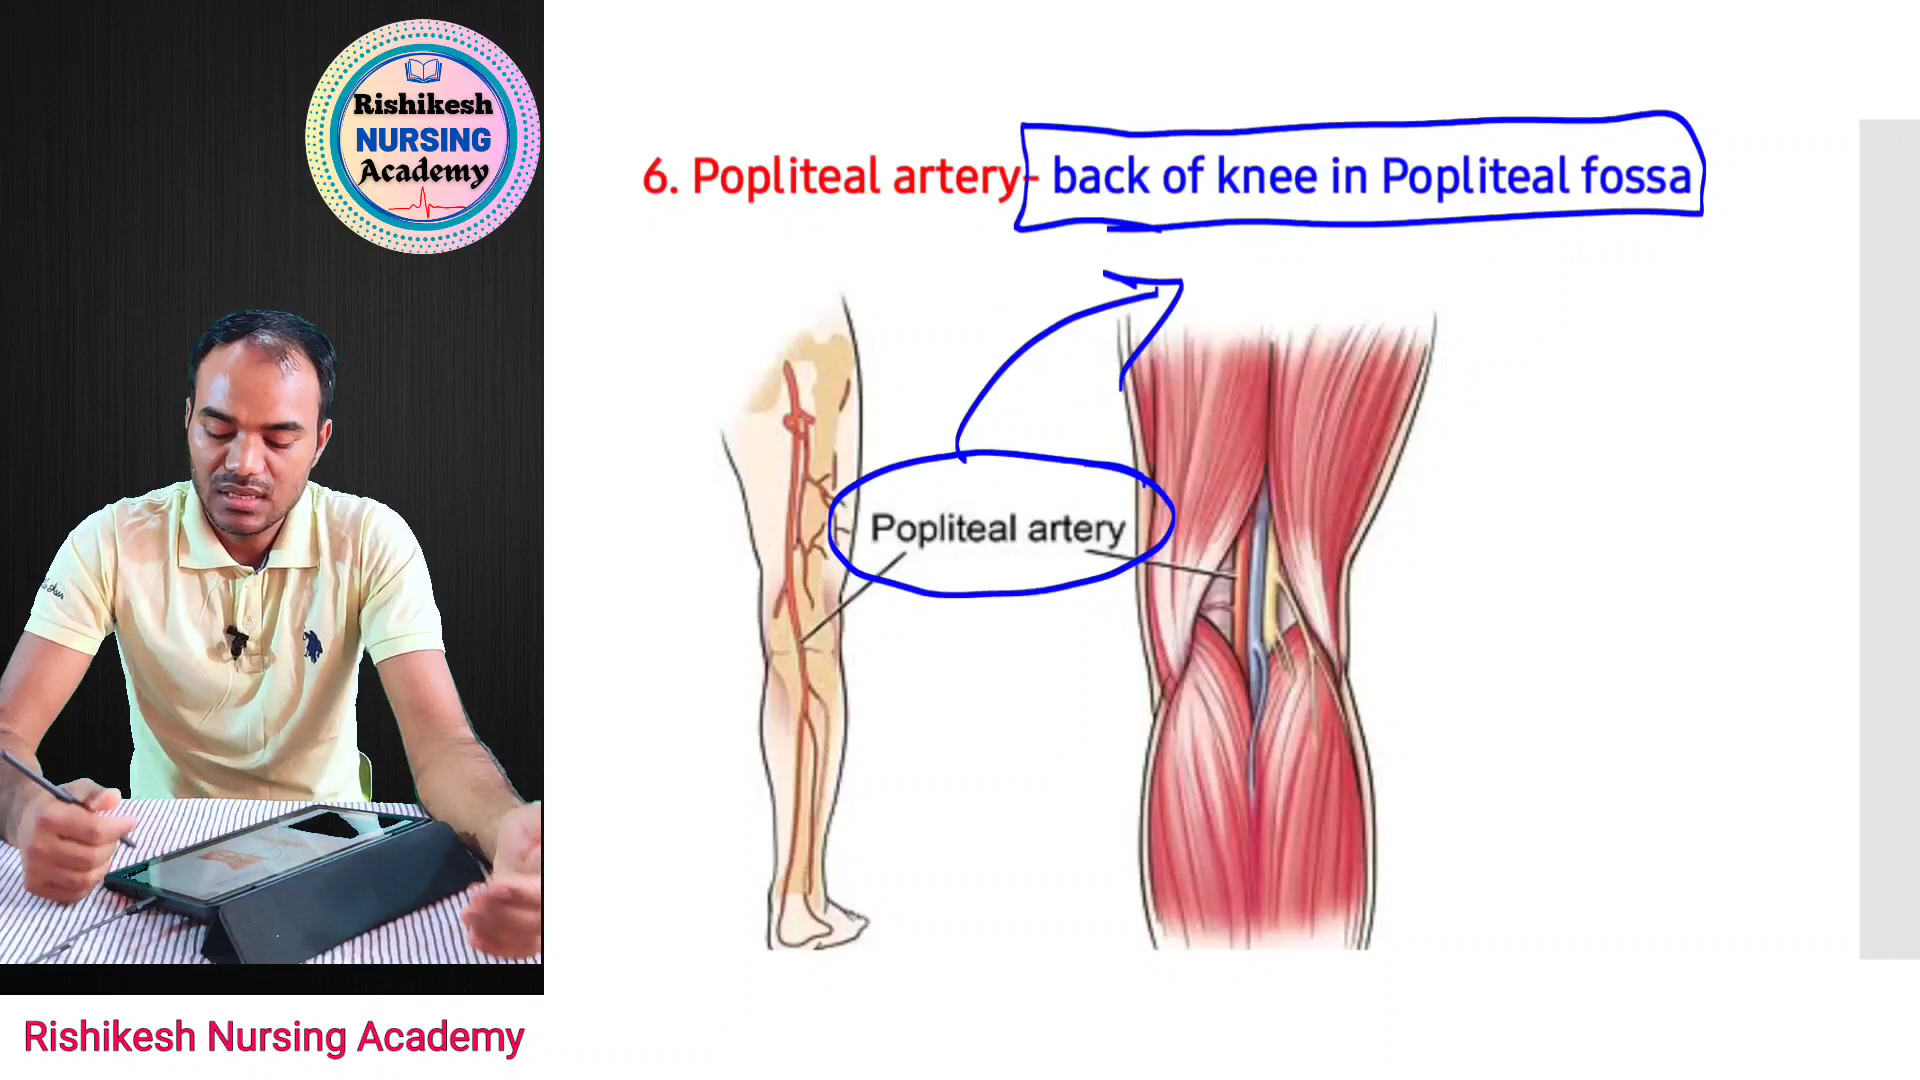 Rishikesh
NURSING
Academy
6. Popliteal artery- back of knee in Popliteal fossa
Popliteal artery
Rishikesh Nursing Academy